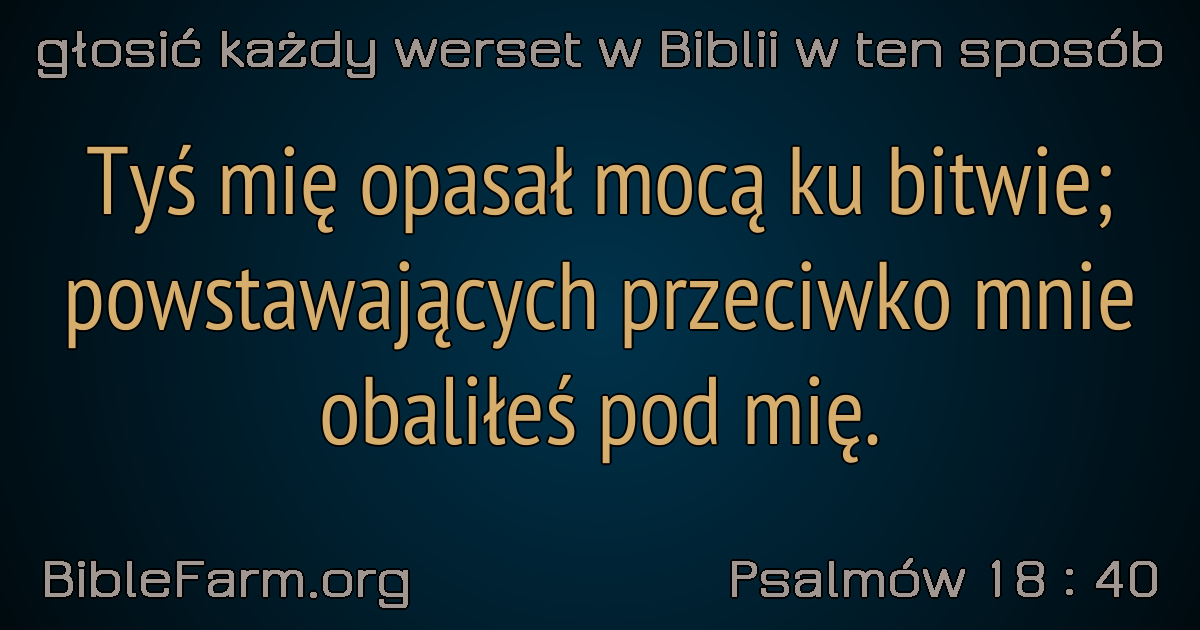 głosić każdy werset w Biblii w ten sposób
Tyś mię opasał mocą ku bitwie;
powstawających przeciwko mnie
obaliłeś pod mię.
BibleFarm.org
Psalmów 18 : 40